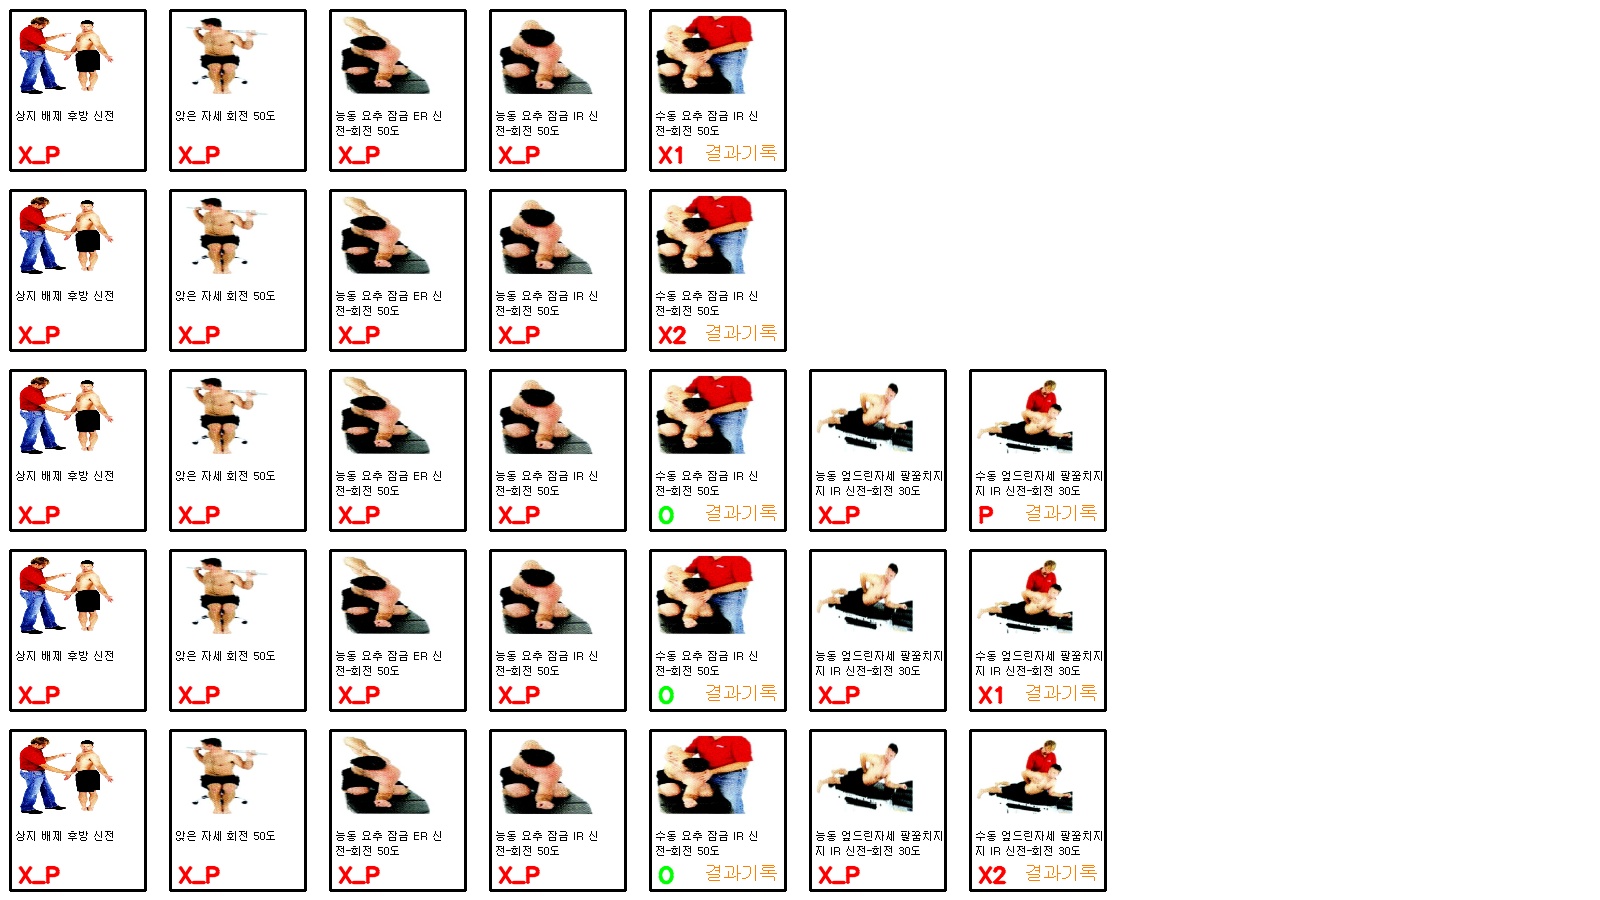 상지 배제 후방 신전
X_P
앉은 자세 회전 50도
X_P
능동 요추 잠금 ER 신
전-회전 50도
X_P
능동 요추 잠금 IR 신
전-회전 50도
X_P
수동 요추 잠금 IR 신
전-회전 50도
X1 결과기록
상지 배제 후방 신전
X_P
앉은 자세 회전 50도
X_P
능동 요추 잠금 ER 신
전-회전 50도
X_P
능동 요추 잠금 IR 신
전-회전 50도
X_P
수동 요추 잠금 IR 신
전-회전 50도
X2 결과기록
상지 배제 후방 신전
X_P
앉은 자세 회전 50도
X_P
능동 요추 잠금 ER 신
전-회전 50도
X_P
능동 요추 잠금 IR 신
전-회전 50도
X_P
수동 요추 잠금 IR 신
전-회전 50도
O 결과기록
능동 엎드린자세 팔꿈치지
지 IR 신전-회전 30도
X_P
수동 엎드린자세 팔꿈치지
지 IR 신전-회전 30도
P 결과기록
상지 배제 후방 신전
X_P
앉은 자세 회전 50도
X_P
능동 요추 잠금 ER 신
전-회전 50도
X_P
능동 요추 잠금 IR 신
전-회전 50도
X_P
수동 요추 잠금 IR 신
전-회전 50도
O 결과기록
능동 엎드린자세 팔꿈치지
지 IR 신전-회전 30도
X_P
수동 엎드린자세 팔꿈치지
지 IR 신전-회전 30도
X1 결과기록
상지 배제 후방 신전
X_P
앉은 자세 회전 50도
X_P
능동 요추 잠금 ER 신
전-회전 50도
X_P
능동 요추 잠금 IR 신
전-회전 50도
X_P
수동 요추 잠금 IR 신
전-회전 50도
O 결과기록
능동 엎드린자세 팔꿈치지
지 IR 신전-회전 30도
X_P
수동 엎드린자세 팔꿈치지
지 IR 신전-회전 30도
X2 결과기록